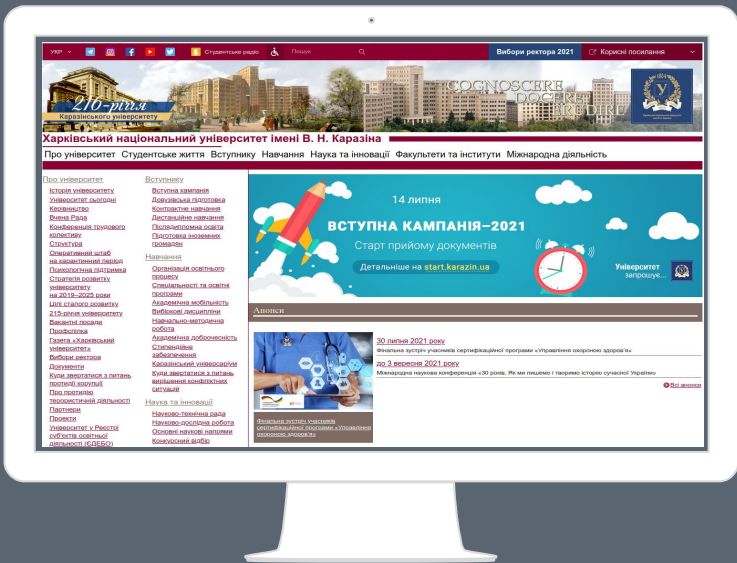 УКР
Студентське радіо
Пошук
Вибори ректора 2021
Корисні посилання
216-річчя
Каразінського університету
COGNOSCERE
DOCERE
ERUDIRE
1804
У
Харківський національний університет імені В. Н. Каразіна
Про університет Студентське життя Вступнику Навчання Наука та інновації Факультети та інститути Міжнародна діяльність
Про університет
Історія університету
Університет сьогодні
Керівництво
Вчена Рада
Конференція трудового
колективу
Структура
Оперативний штаб
на карантинний період
Психологічна підтримка
Стратегія розвитку
університету
на 2019–2025 роки
Цілі сталого розвитку
215-річчя університету
Вакантні посади
Профспілка
Газета «Харківський
університет»
Вибори ректора
Документи
Куди звертатися з питань
протидії корупції
Про протидію
терористичній діяльності
Партнери
Проекти
Університет у Реєстрі
суб'єктів освітньої
діяльності (ЄДЕБО)
Вступнику
Вступна кампанія
Довузівська підготовка
Контрактне навчання
Дистанційне навчання
Післядипломна освіта
Підготовка іноземних
громадян
Навчання
Організація освітнього
процесу
Спеціальності та освітні
програми
Академічна мобільність
Вибіркові дисципліни
Навчально-методична
робота
Академічна доброчесність
Стипендійне
забезпечення
Каразінський університаріум
Куди звертатися з питань
вирішення конфліктних
ситуацій
Наука та інновації
Науково-технічна рада
Науково-дослідна робота
Основні наукові напрями
Конкурсний відбір
14 липня
ВСТУПНА КАМПАНІЯ–2021
Старт прийому документів
Детальніше на start.karazin.ua
Університет
запрошує...
Анонси
Фінальна зустріч учасників
сертифікаційної програми «Управління
охороною здоров'я»
30 липня 2021 року
Фінальна зустріч учасників сертифікаційної програми «Управління охороною здоров'я»
до 3 вересня 2021 року
Міжнародна наукова конференція «30 років. Як ми пишемо і творимо історію сучасної України»
Всі анонси